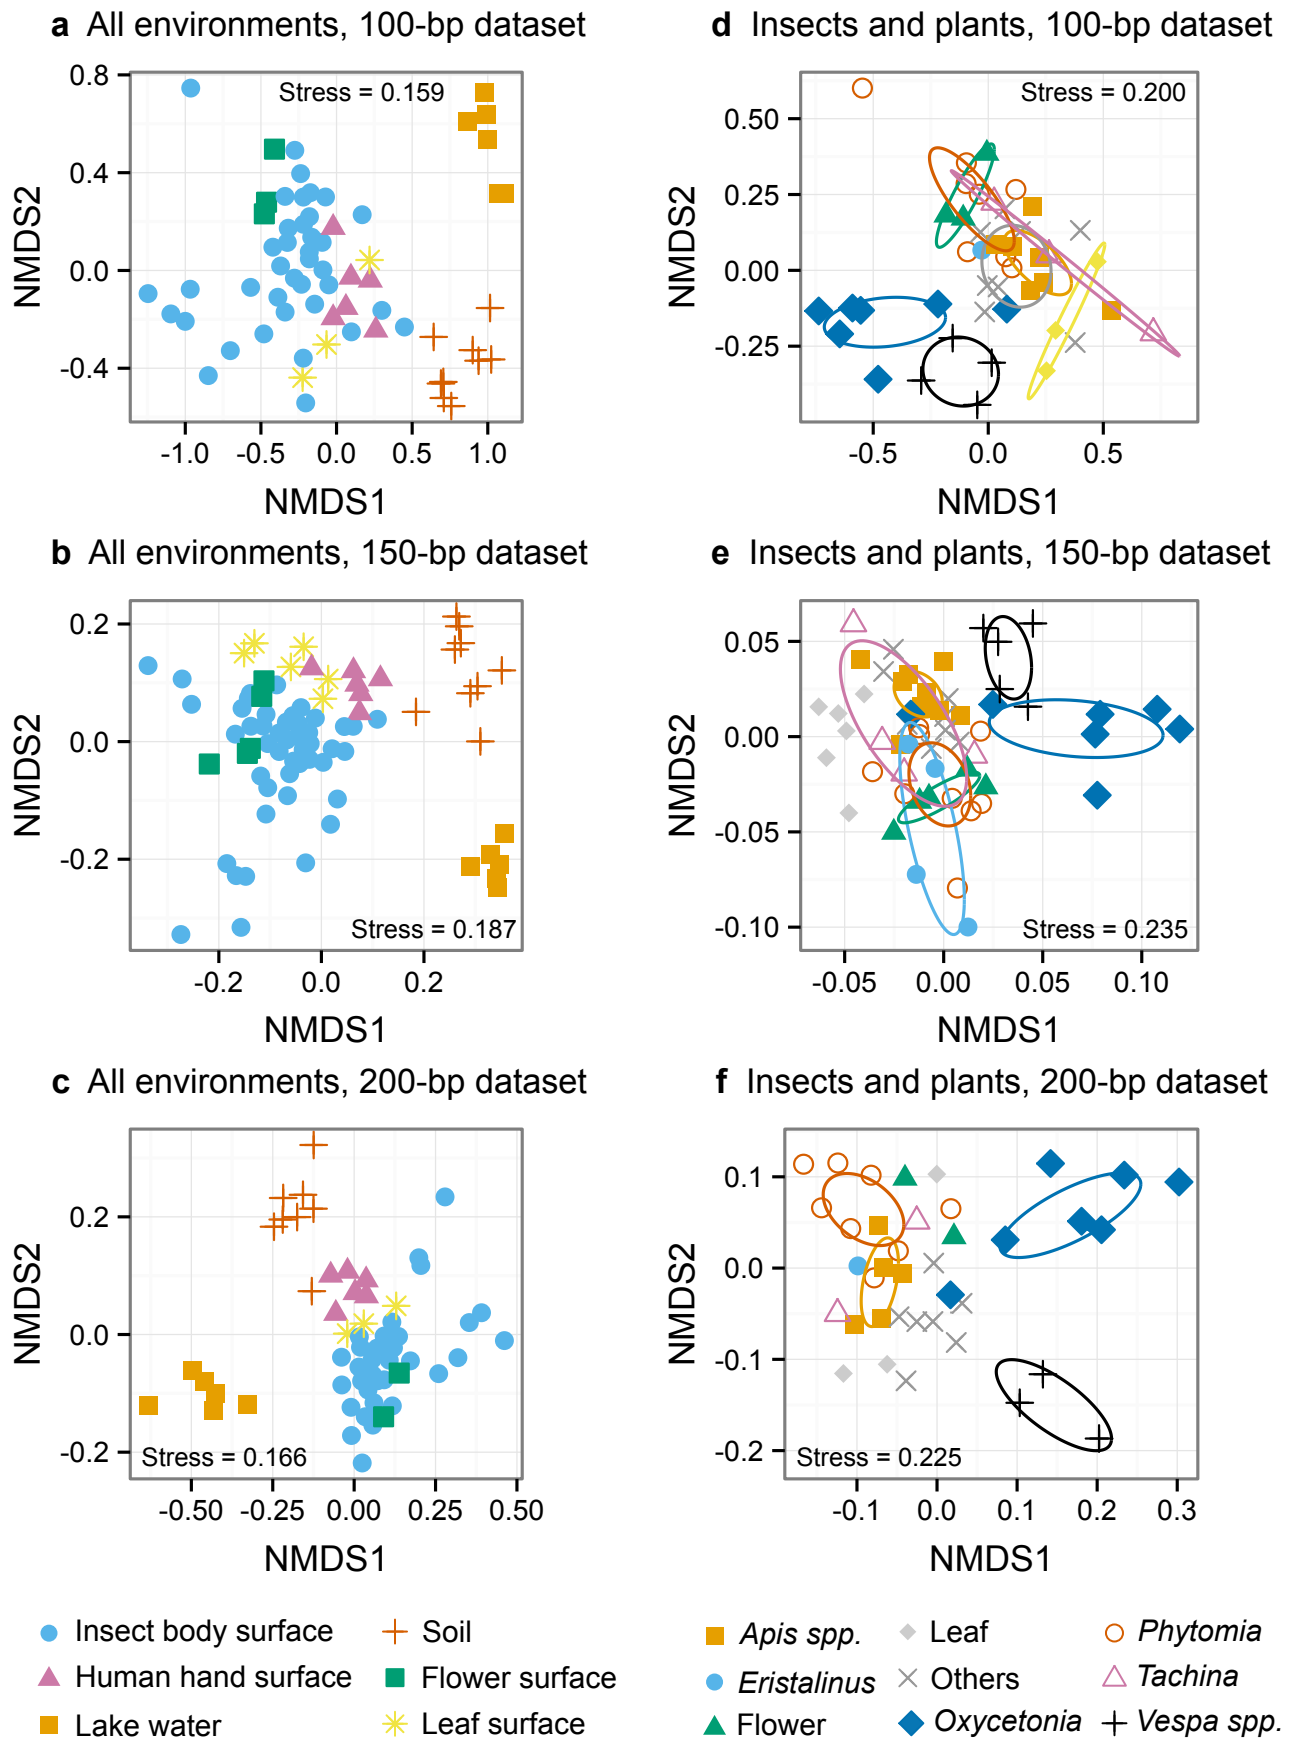 a All environments, 100-bp dataset
Stress = 0.159
0.8
0.4
0.0
-0.4
NMDS2
-1.0 -0.5 0.0 0.5 1.0
NMDS1
d Insects and plants, 100-bp dataset
Stress = 0.200
0.50
0.25
0.00
-0.25
NMDS2
-0.5 0.0 0.5
NMDS1
b All environments, 150-bp dataset
0.2
0.0
-0.2
NMDS2
Stress = 0.187
-0.2 0.0 0.2
NMDS1
e Insects and plants, 150-bp dataset
0.05
0.00
-0.05
-0.10
NMDS2
Stress = 0.235
-0.05 0.00 0.05 0.10
NMDS1
c All environments, 200-bp dataset
0.2
0.0
-0.2
NMDS2
Stress = 0.166
-0.50 -0.25 0.00 0.25 0.50
NMDS1
f Insects and plants, 200-bp dataset
0.1
0.0
-0.1
-0.2
NMDS2
Stress = 0.225
-0.1 0.0 0.1 0.2 0.3
NMDS1
Insect body surface
Soil
Human hand surface
Flower surface
Lake water
Leaf surface
Apis spp.
Leaf
Phytomia
Eristalinus
Others
Tachina
Flower
Oxycetonia
Vespa spp.